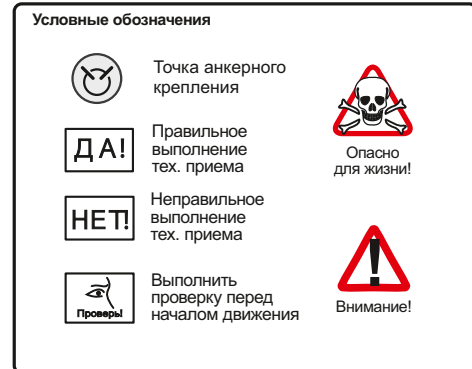 Условные обозначения
Точка анкерного
крепления
ДА!
Правильное
выполнение
тех. приема
НЕТ!
Неправильное
выполнение
тех. приема
Проверь!
Выполнить
проверку перед
началом движения
Опасно
для жизни!
Внимание!